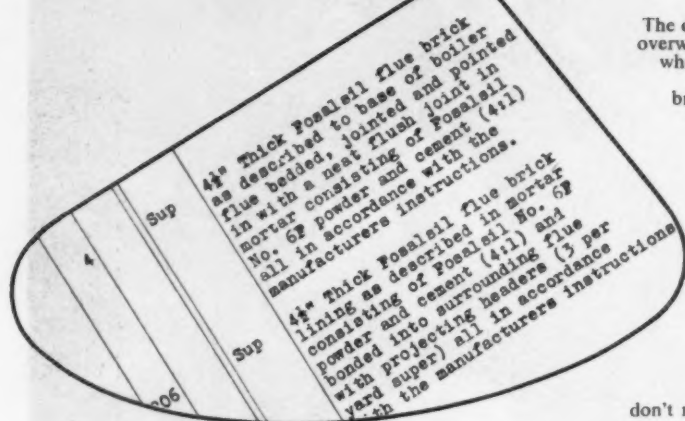 The
overw
wh
br
4½" Thick Fosalsil flue brick
as described to base of boiler
flue bedded, jointed and pointed
in with a neat flush joint in
mortar consisting of Fosalsil
No. 6P powder and cement (4:1)
all in accordance with the
manufacturers instructions.
4
Sup
4½" Thick Fosalsil flue brick
lining as described in mortar
consisting of Fosalsil No. 6P
powder and cement (4:1) and
bonded into surrounding flue
with projecting headers (3 per
yard super) all in accordance
with the manufacturers instructions
Sup
206
don't